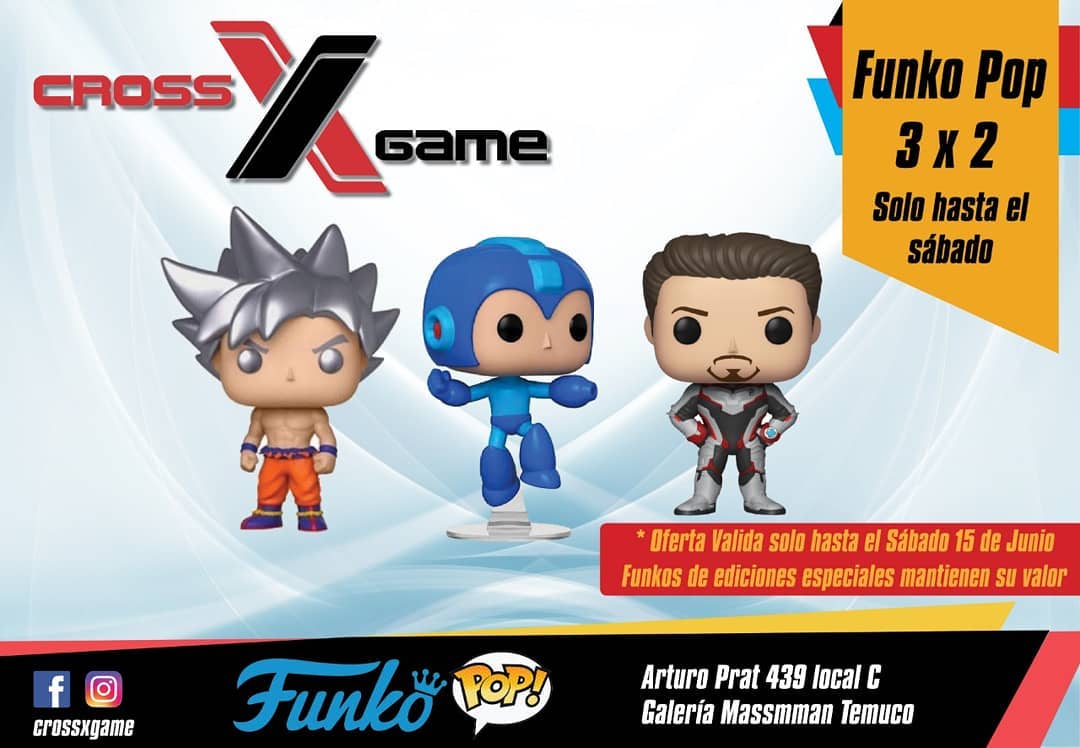 CROSS X GAME
Funko Pop
3 x 2
Solo hasta el
sábado
* Oferta Valida solo hasta el Sábado 15 de Junio
Funkos de ediciones especiales mantienen su valor
crossxgame
Funko
POP!
Arturo Prat 439 local C
Galería Massmman Temuco